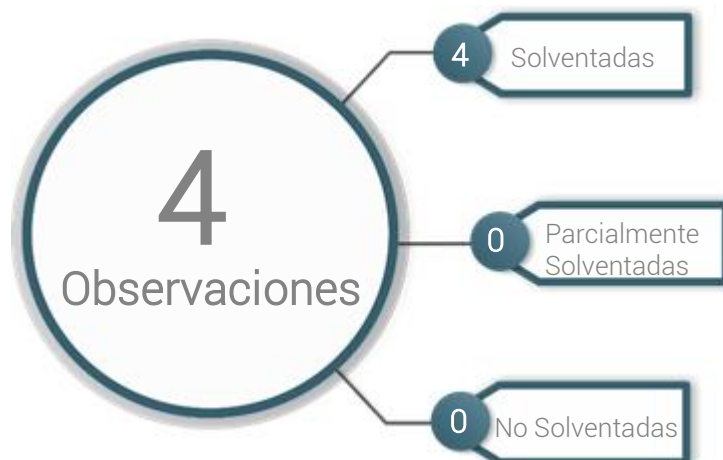 4
Observaciones
4
Solventadas
0
Parcialmente
Solventadas
0
No Solventadas